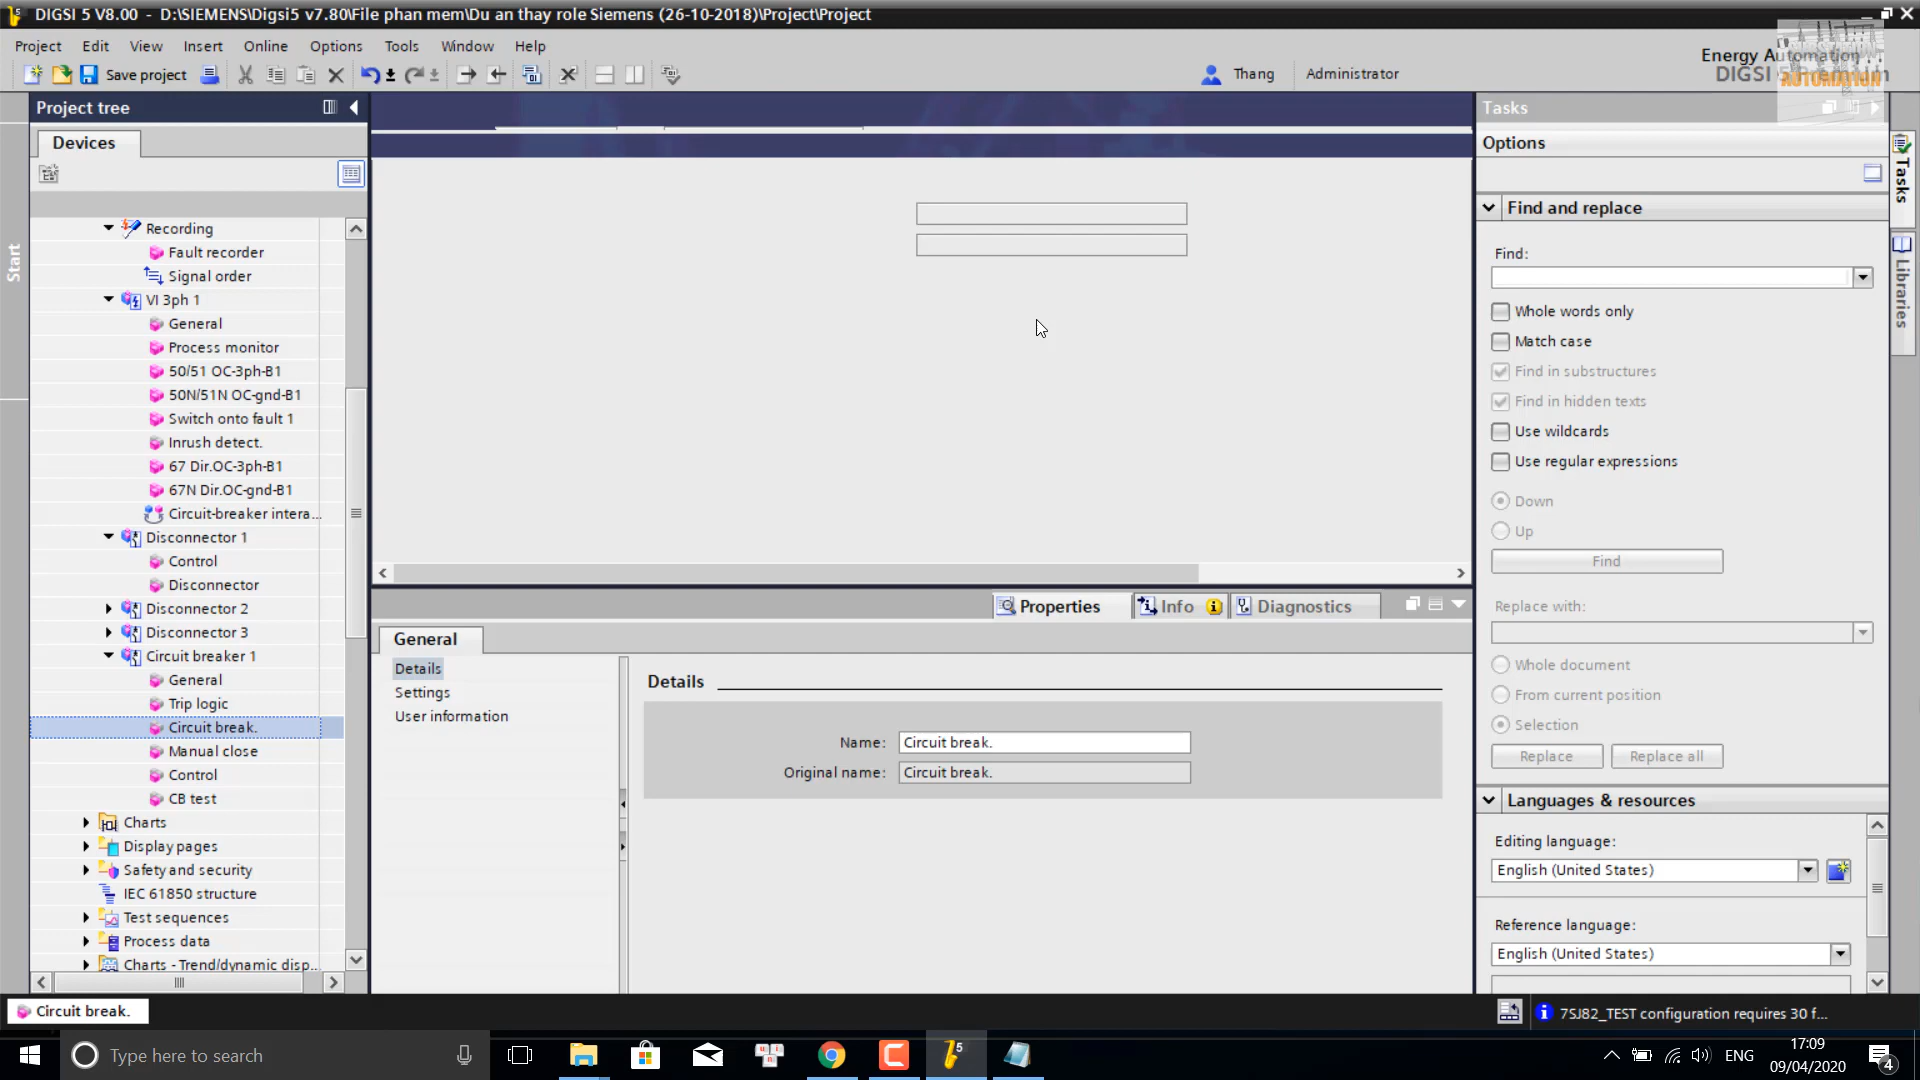 DIGSI 5 V8.00 - D:\SIEMENS\Digsi5 v7.80\File phan mem\Du an thay role Siemens (26-10-2018)\Project\Project
Project Edit View Insert Online Options Tools Window Help
Save project
Thang
Administrator
Energy Automation
DIGSI 5 Premium
AUTOMATION
Start
Project tree
Devices
Recording
Fault recorder
Signal order
VI 3ph 1
General
Process monitor
50/51 OC-3ph-B1
50N/51N OC-gnd-B1
Switch onto fault 1
Inrush detect.
67 Dir.OC-3ph-B1
67N Dir.OC-gnd-B1
Circuit-breaker intera...
Disconnector 1
Control
Disconnector
Disconnector 2
Disconnector 3
Circuit breaker 1
General
Trip logic
Circuit break.
Manual close
Control
CB test
Charts
Display pages
Safety and security
IEC 61850 structure
Test sequences
Process data
Charts - Trend/dynamic disp..
Properties
Info
Diagnostics
General
Details
Settings
User information
Details
Name: Circuit break.
Original name: Circuit break.
Tasks
Options
Find and replace
Find:
Whole words only
Match case
Find in substructures
Find in hidden texts
Use wildcards
Use regular expressions
Down
Up
Find
Replace with:
Whole document
From current position
Selection
Replace Replace all
Languages & resources
Editing language:
English (United States)
Reference language:
English (United States)
Tasks
Libraries
Circuit break.
7SJ82_TEST configuration requires 30 f...
Type here to search
ENG
17:09
09/04/2020
4